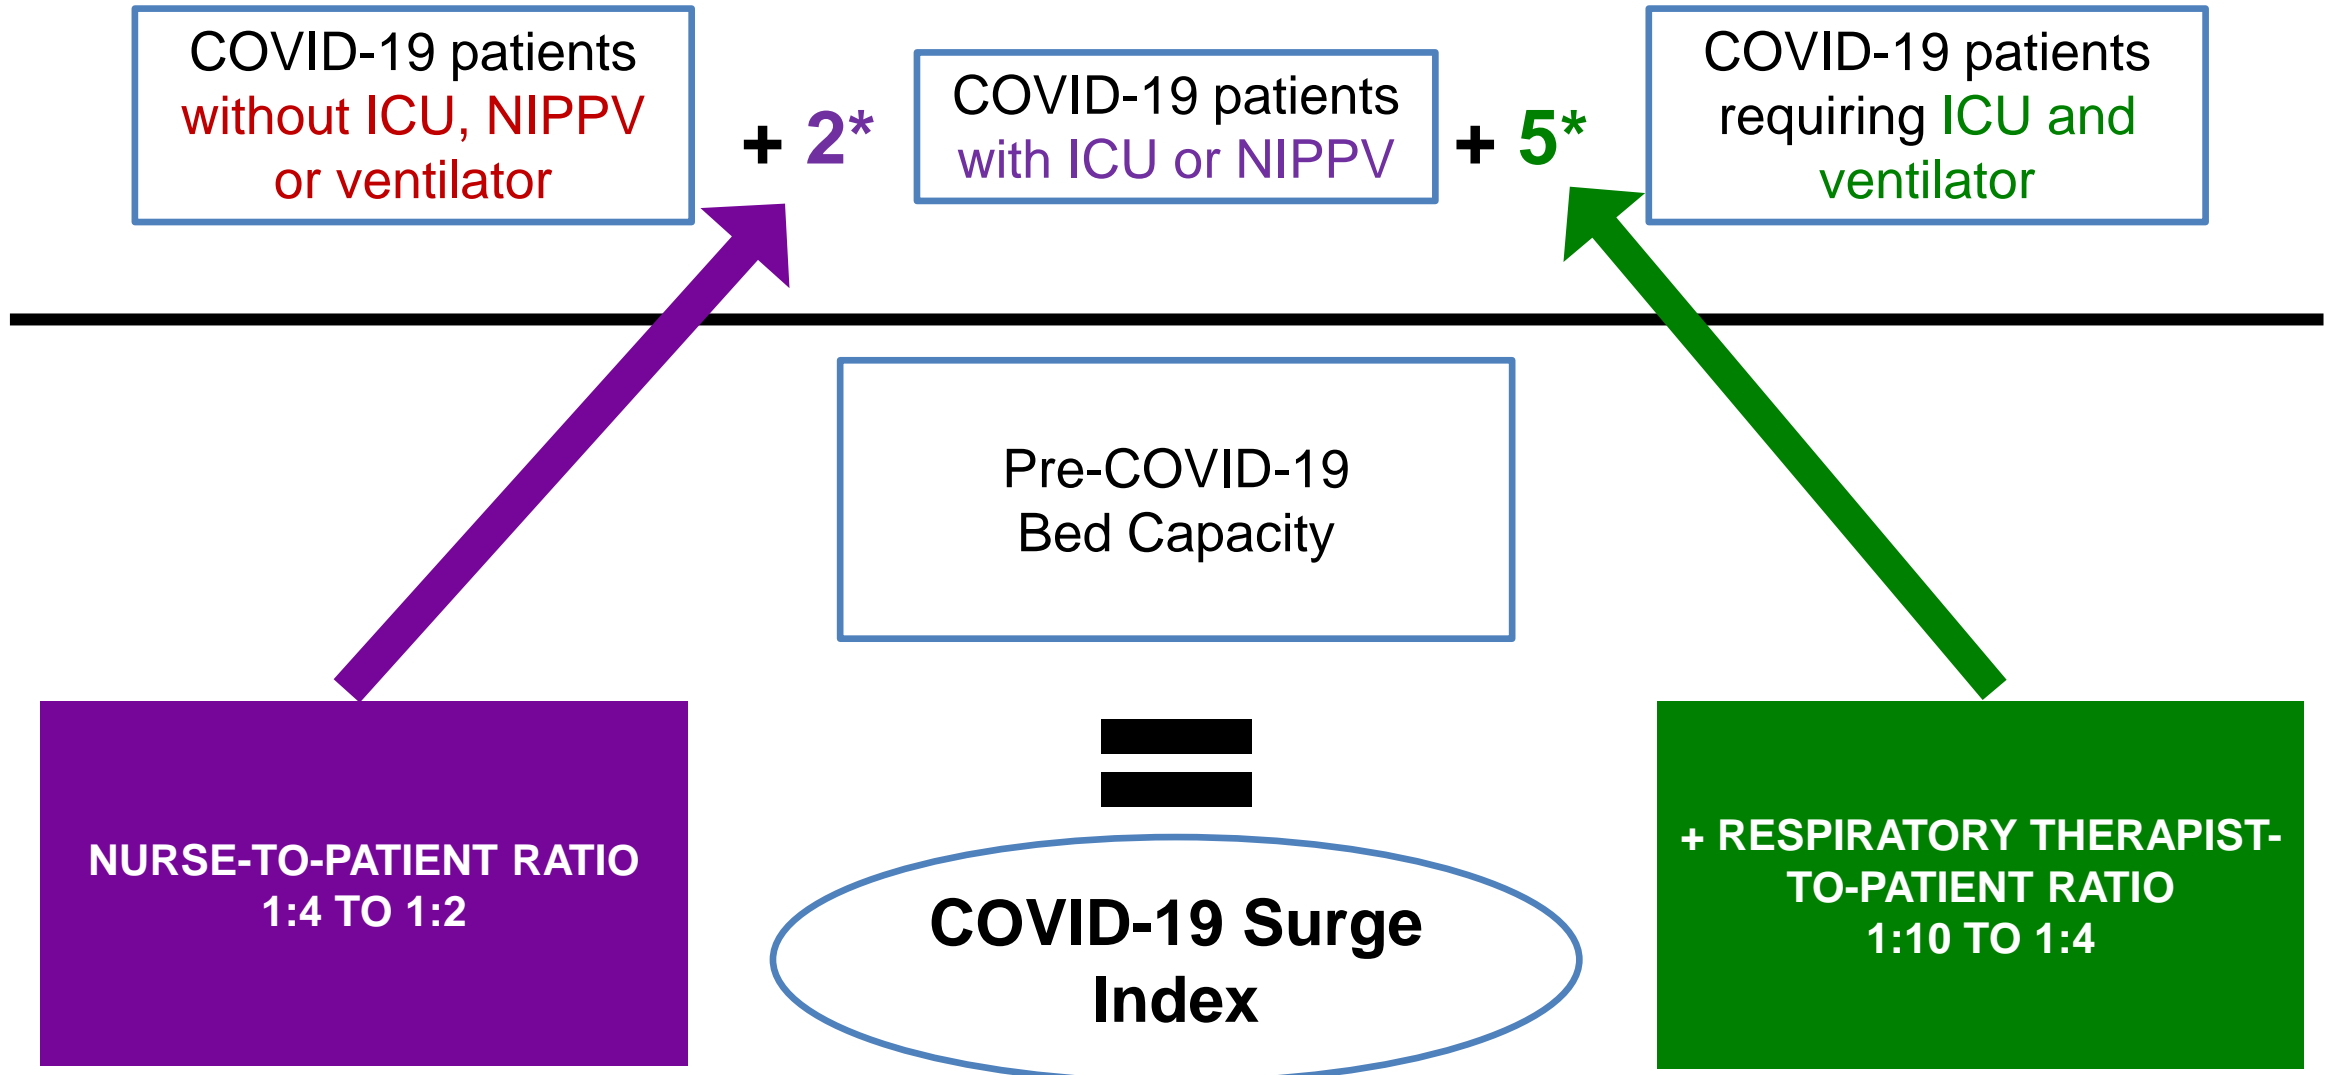 COVID-19 patients
without ICU, NIPPV
or ventilator
+ 2*
COVID-19 patients
with ICU or NIPPV
+ 5*
COVID-19 patients
requiring ICU and
ventilator
Pre-COVID-19
Bed Capacity
=
NURSE-TO-PATIENT RATIO
1:4 TO 1:2
COVID-19 Surge
Index
+ RESPIRATORY THERAPIST-
TO-PATIENT RATIO
1:10 TO 1:4